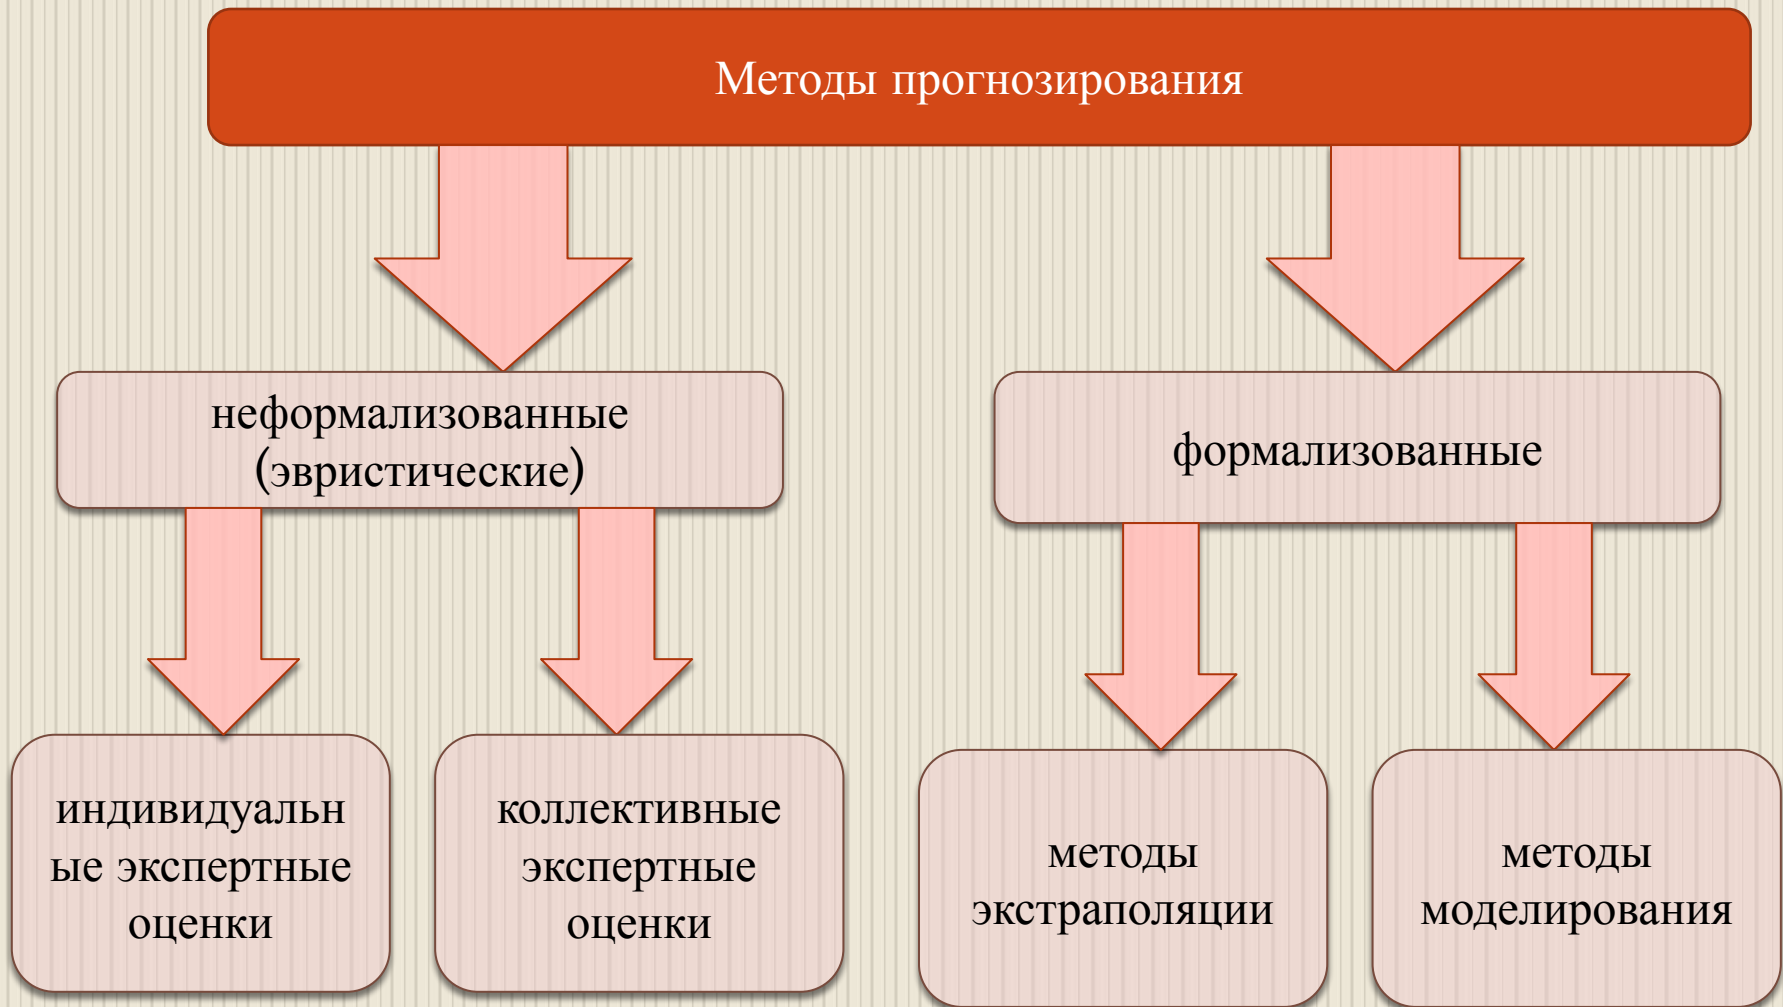 Методы прогнозирования
неформализованные
(эвристические)
формализованные
индивидуальн
ые экспертные
оценки
коллективные
экспертные
оценки
методы
экстраполяции
методы
моделирования